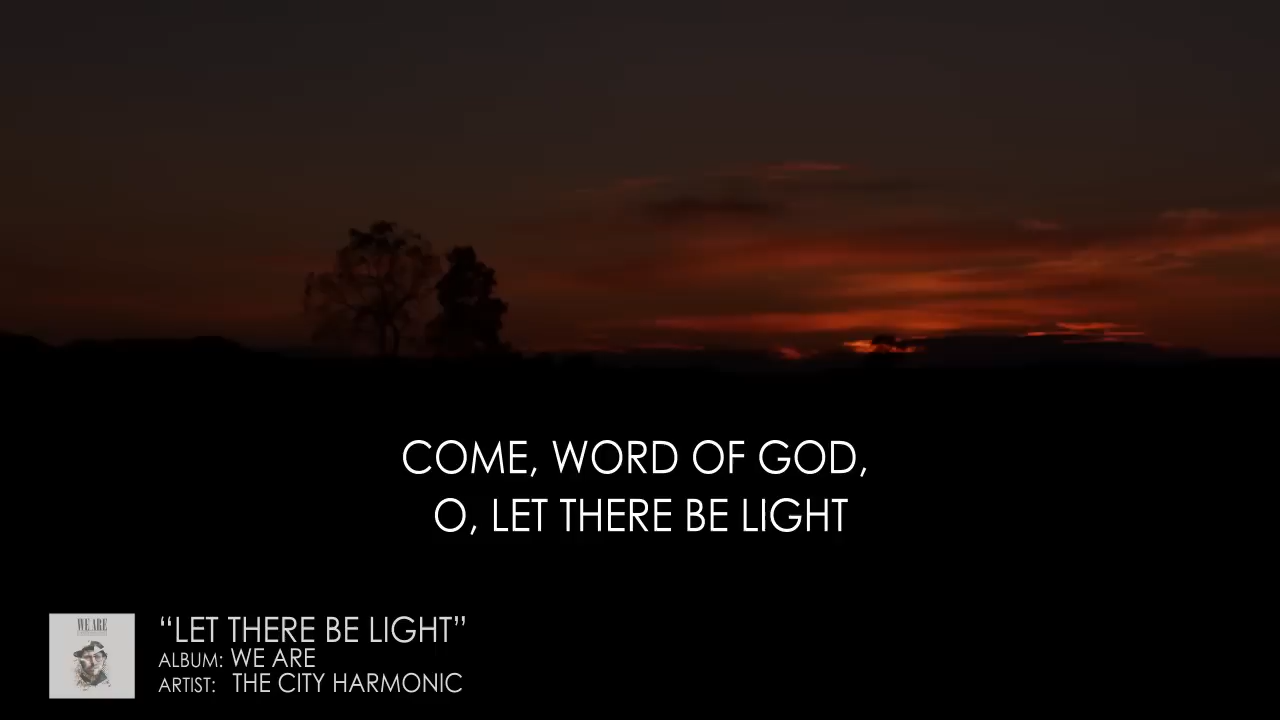 COME, WORD OF GOD,
O, LET THERE BE LIGHT
WE ARE
“LET THERE BE LIGHT”
ALBUM: WE ARE
ARTIST: THE CITY HARMONIC